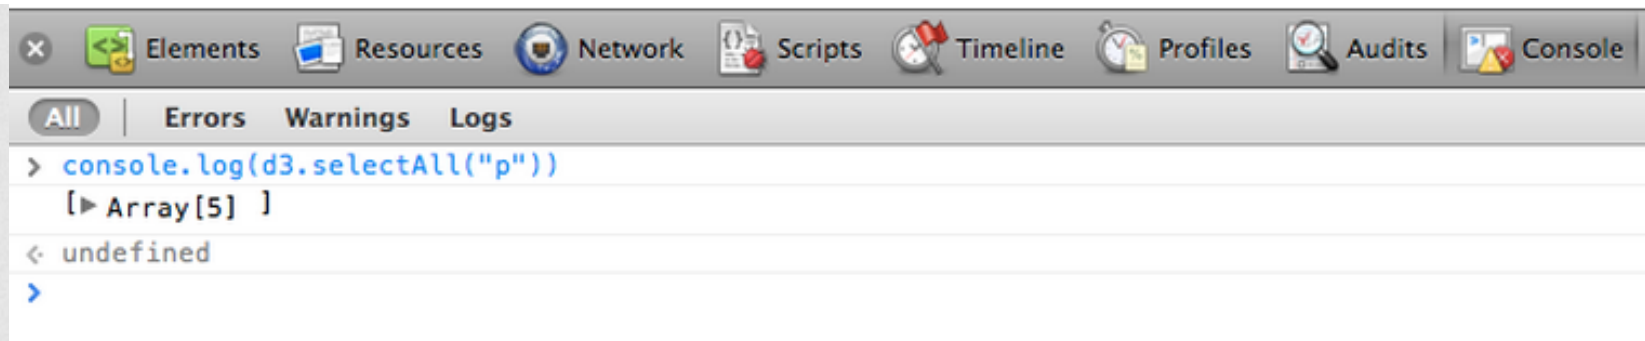 Elements Resources Network Scripts Timeline Profiles Audits Console
All Errors Warnings Logs
> console.log(d3.selectAll("p"))
[▶ Array[5] ]
<· undefined
>